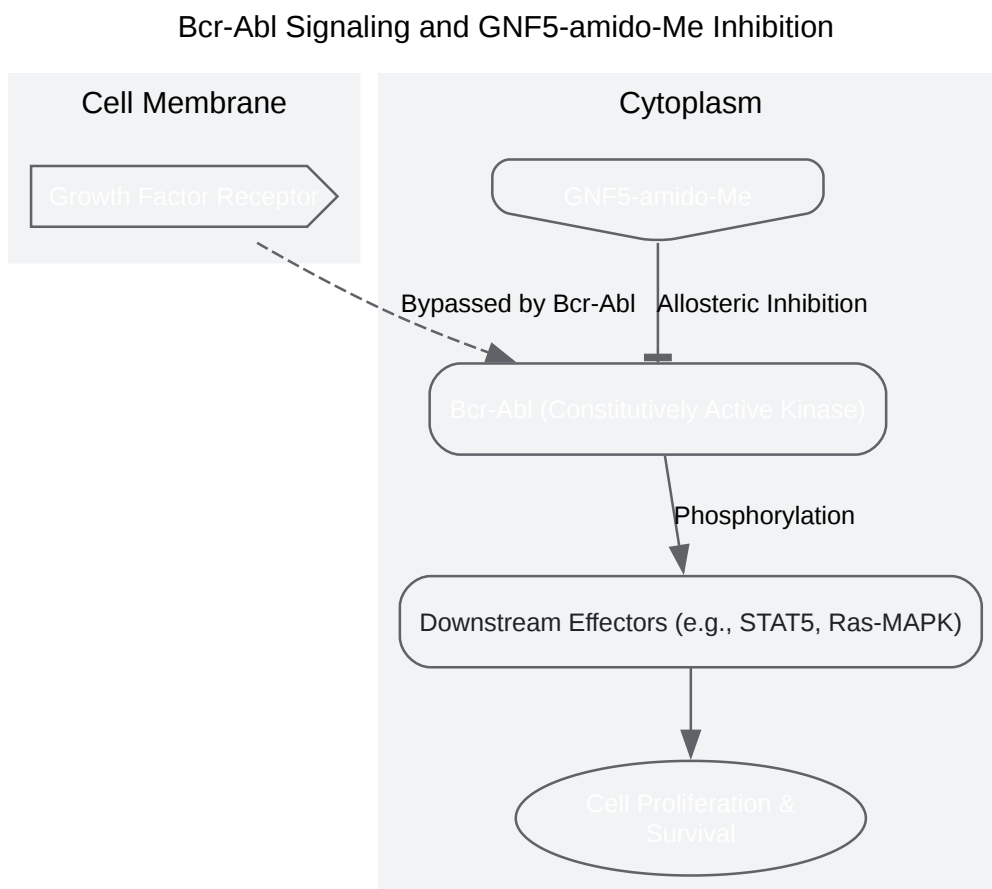 Bcr-Abl Signaling and GNF5-amido-Me Inhibition
Cell Membrane
Cytoplasm
Growth Factor Receptor
GNF5-amido-Me
Bypassed by Bcr-Abl
Allosteric Inhibition
Bcr-Abl (Constitutively Active Kinase)
Phosphorylation
Downstream Effectors (e.g., STAT5, Ras-MAPK)
Cell Proliferation &
Survival